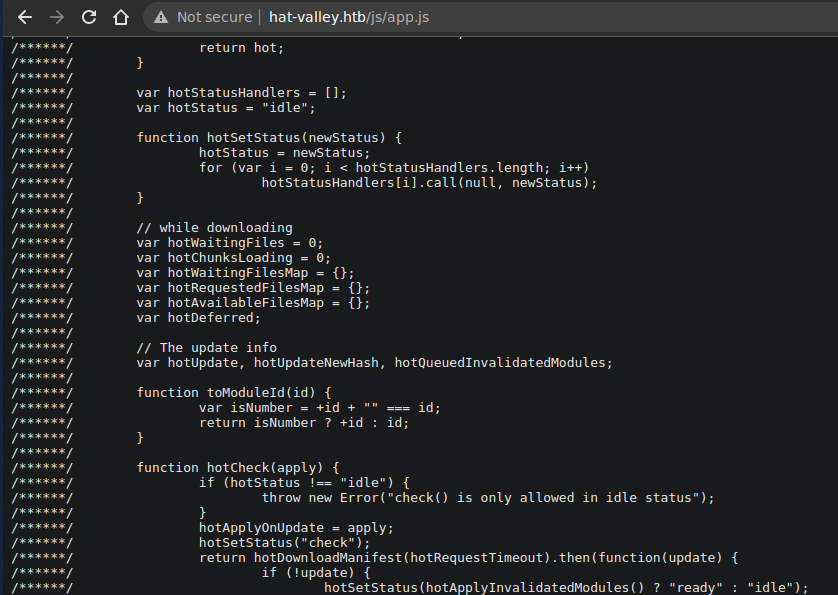 Not secure | hat-valley.htb/js/app.js
/******/ 		return hot;
/******/ 	}
/******/
/******/ 	var hotStatusHandlers = [];
/******/ 	var hotStatus = "idle";
/******/
/******/ 	function hotSetStatus(newStatus) {
/******/ 		hotStatus = newStatus;
/******/ 		for (var i = 0; i < hotStatusHandlers.length; i++)
/******/ 			hotStatusHandlers[i].call(null, newStatus);
/******/ 	}
/******/
/******/ 	// while downloading
/******/ 	var hotWaitingFiles = 0;
/******/ 	var hotChunksLoading = 0;
/******/ 	var hotWaitingFilesMap = {};
/******/ 	var hotRequestedFilesMap = {};
/******/ 	var hotAvailableFilesMap = {};
/******/ 	var hotDeferred;
/******/
/******/ 	// The update info
/******/ 	var hotUpdate, hotUpdateNewHash, hotQueuedInvalidatedModules;
/******/
/******/ 	function toModuleId(id) {
/******/ 		var isNumber = +id + "" === id;
/******/ 		return isNumber ? +id : id;
/******/ 	}
/******/
/******/ 	function hotCheck(apply) {
/******/ 		if (hotStatus !== "idle") {
/******/ 			throw new Error("check() is only allowed in idle status");
/******/ 		}
/******/ 		hotApplyOnUpdate = apply;
/******/ 		hotSetStatus("check");
/******/ 		return hotDownloadManifest(hotRequestTimeout).then(function(update) {
/******/ 			if (!update) {
/******/ 				hotSetStatus(hotApplyInvalidatedModules() ? "ready" : "idle");